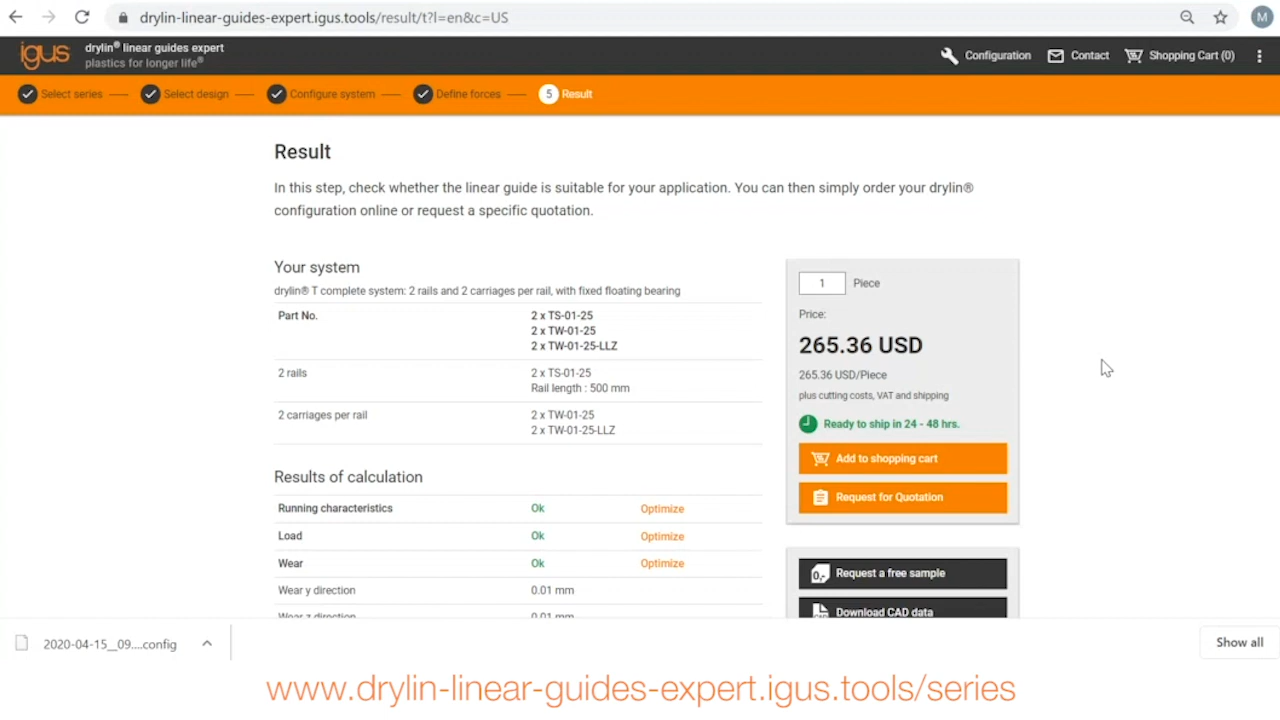 drylin-linear-guides-expert.igus.tools/result/t?l=en&c=US
M
igus
drylin® linear guides expert
plastics for longer life®
Configuration
Contact
Shopping Cart (0)
Select series
Select design
Configure system
Define forces
5 Result
Result
In this step, check whether the linear guide is suitable for your application. You can then simply order your drylin®
configuration online or request a specific quotation.
Your system
drylin® T complete system: 2 rails and 2 carriages per rail, with fixed floating bearing
Part No.
2 x TS-01-25
2 x TW-01-25
2 x TW-01-25-LLZ
2 rails
2 x TS-01-25
Rail length : 500 mm
2 carriages per rail
2 x TW-01-25
2 x TW-01-25-LLZ
Results of calculation
Running characteristics Ok Optimize
Load Ok Optimize
Wear Ok Optimize
Wear y direction 0.01 mm
Wear z direction 0.01 mm
1 Piece
Price:
265.36 USD
265.36 USD/Piece
plus cutting costs, VAT and shipping
Ready to ship in 24 - 48 hrs.
Add to shopping cart
Request for Quotation
0,- Request a free sample
Download CAD data
2020-04-15__09....config
Show all
www.drylin-linear-guides-expert.igus.tools/series